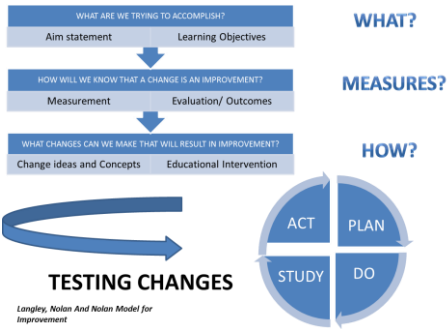 WHAT ARE WE TRYING TO ACCOMPLISH?
WHAT?
Aim statement
Learning Objectives
HOW WILL WE KNOW THAT A CHANGE IS AN IMPROVEMENT?
MEASURES?
Measurement
Evaluation/ Outcomes
WHAT CHANGES CAN WE MAKE THAT WILL RESULT IN IMPROVEMENT?
HOW?
Change ideas and Concepts
Educational Intervention
ACT
PLAN
STUDY
DO
TESTING CHANGES
Langley, Nolan And Nolan Model for
Improvement